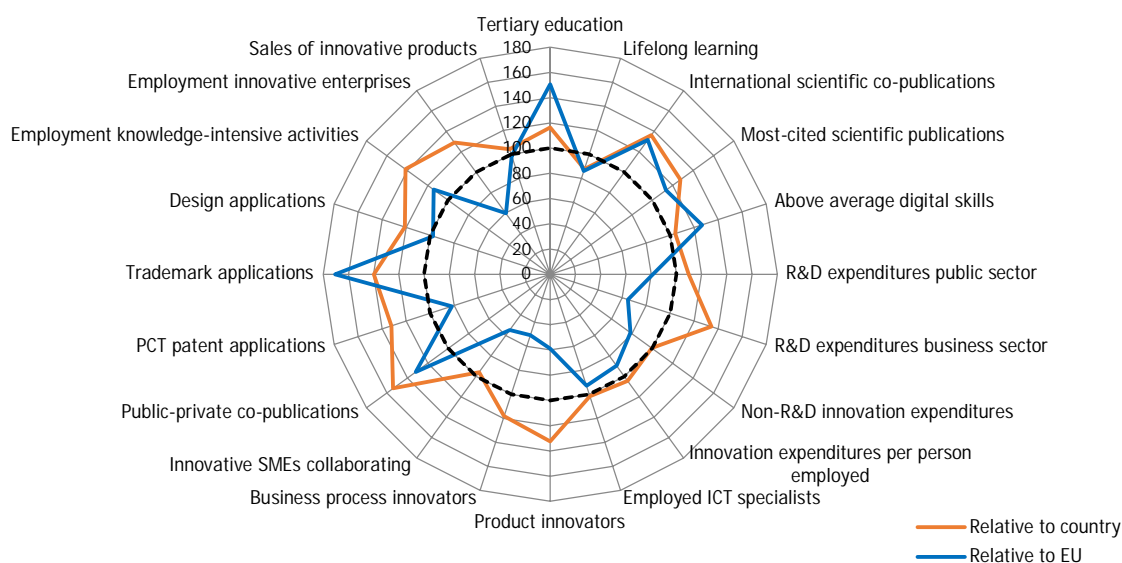 Tertiary education
Sales of innovative products
Lifelong learning
Employment innovative enterprises
International scientific co-publications
Employment knowledge-intensive activities
Most-cited scientific publications
Design applications
Above average digital skills
Trademark applications
R&D expenditures public sector
PCT patent applications
R&D expenditures business sector
Public-private co-publications
Non-R&D innovation expenditures
Innovative SMEs collaborating
Innovation expenditures per person
employed
Business process innovators
Employed ICT specialists
Product innovators
180
160
140
120
100
80
60
40
20
0
Relative to country
Relative to EU